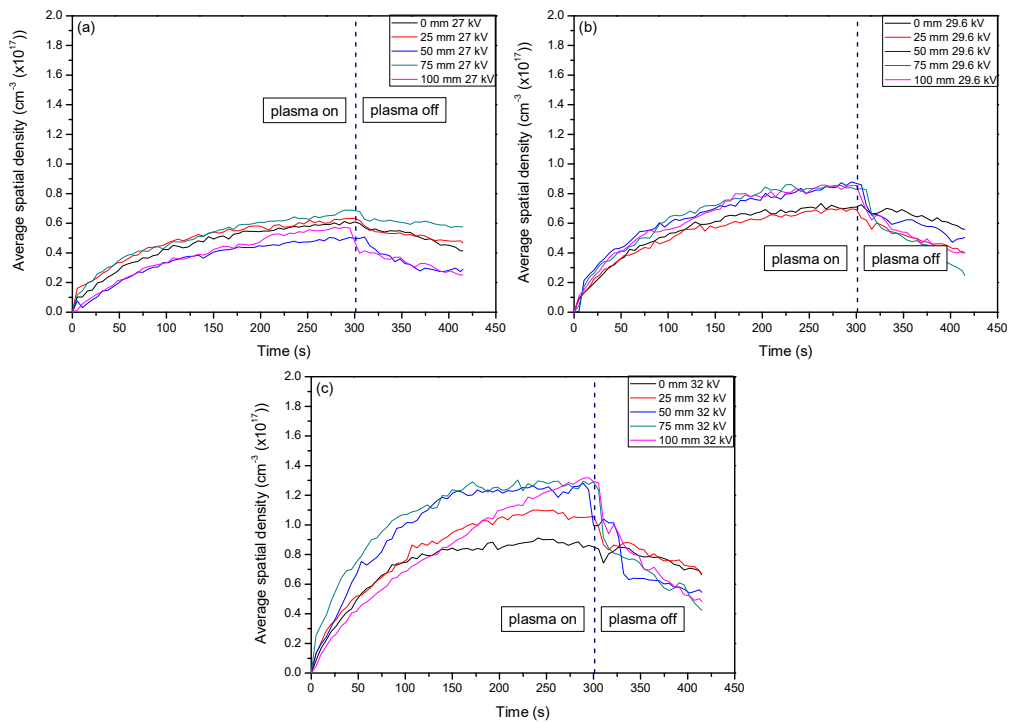 (a)
0 mm 27 kV
25 mm 27 kV
50 mm 27 kV
75 mm 27 kV
100 mm 27 kV
plasma on
plasma off
Average spatial density (cm⁻³ (x10¹⁷))
2.0
1.8
1.6
1.4
1.2
1.0
0.8
0.6
0.4
0.2
0.0
0 50 100 150 200 250 300 350 400 450
Time (s)
(b)
0 mm 29.6 kV
25 mm 29.6 kV
50 mm 29.6 kV
75 mm 29.6 kV
100 mm 29.6 kV
plasma on
plasma off
Average spatial density (cm⁻³ (x10¹⁷))
2.0
1.8
1.6
1.4
1.2
1.0
0.8
0.6
0.4
0.2
0.0
0 50 100 150 200 250 300 350 400 450
Time (s)
(c)
0 mm 32 kV
25 mm 32 kV
50 mm 32 kV
75 mm 32 kV
100 mm 32 kV
plasma on
plasma off
Average spatial density (cm⁻³ (x10¹⁷))
2.0
1.8
1.6
1.4
1.2
1.0
0.8
0.6
0.4
0.2
0.0
0 50 100 150 200 250 300 350 400 450
Time (s)